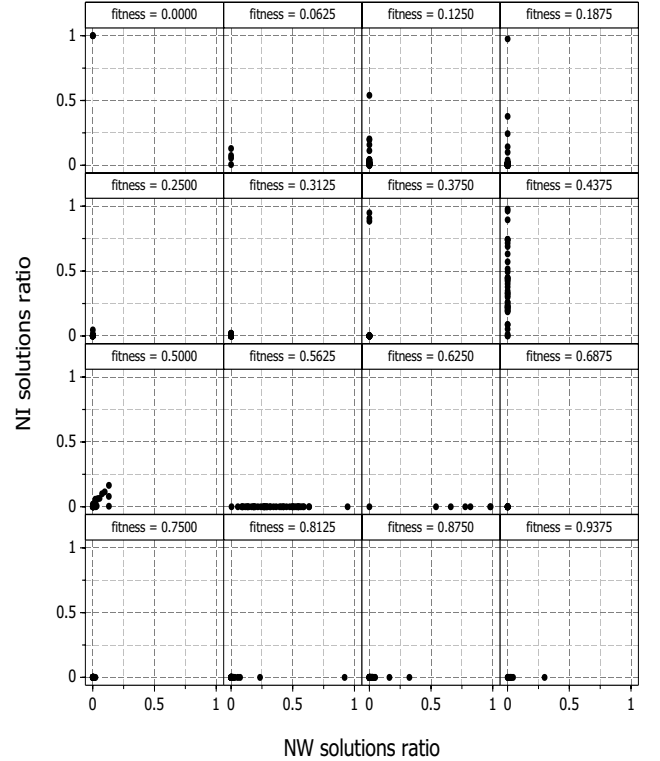 fitness = 0.0000 fitness = 0.0625 fitness = 0.1250 fitness = 0.1875
1
0.5
0
fitness = 0.2500 fitness = 0.3125 fitness = 0.3750 fitness = 0.4375
1
0.5
0
fitness = 0.5000 fitness = 0.5625 fitness = 0.6250 fitness = 0.6875
1
0.5
0
fitness = 0.7500 fitness = 0.8125 fitness = 0.8750 fitness = 0.9375
1
0.5
0
0 0.5 1 0 0.5 1 0 0.5 1 0 0.5 1
NI solutions ratio
NW solutions ratio